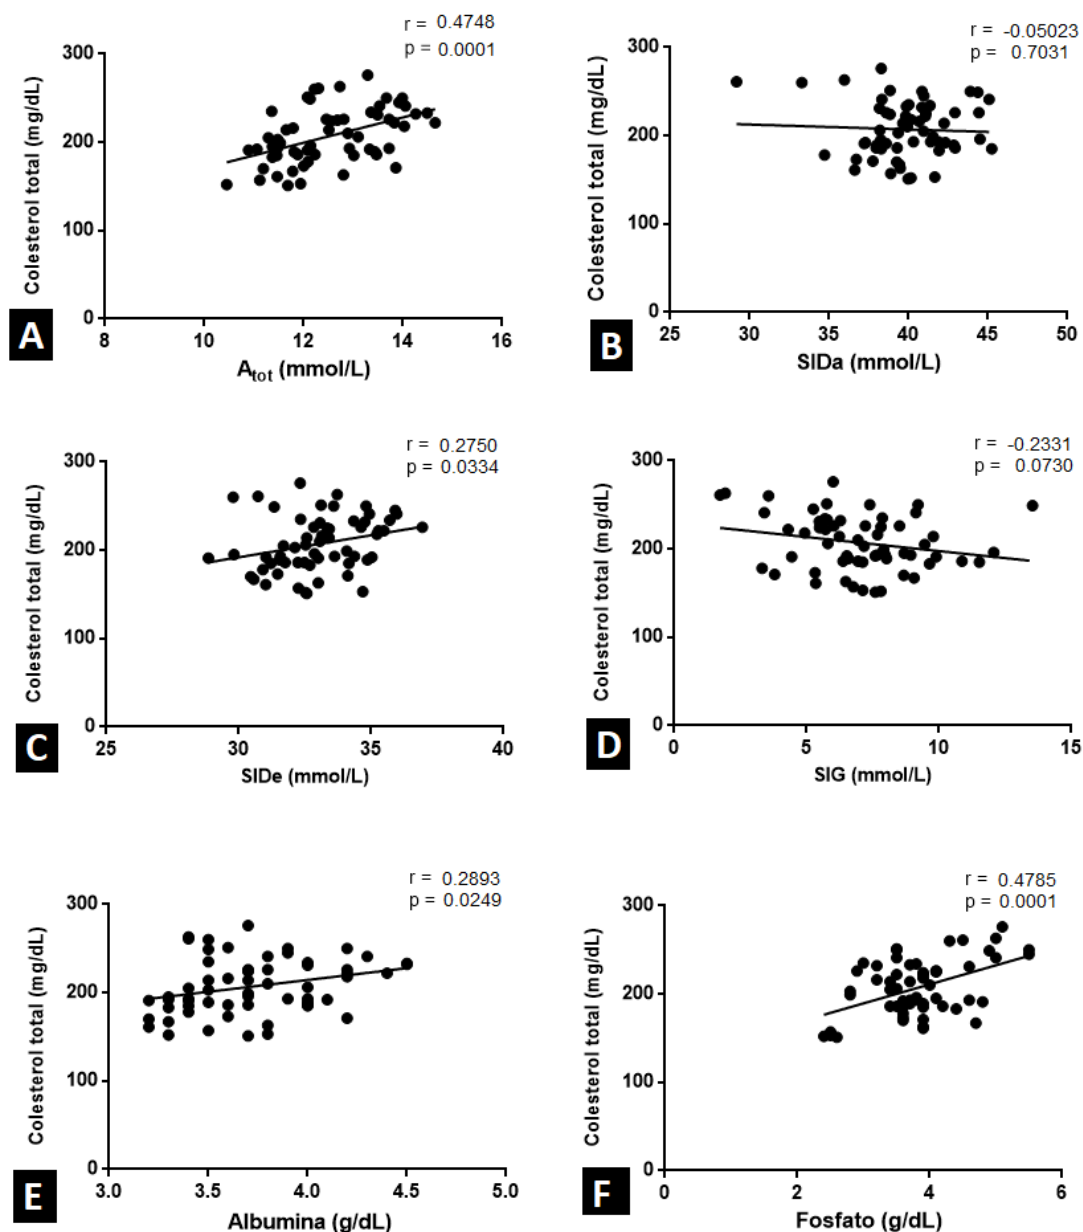 r = 0.4748
p = 0.0001
Colesterol total (mg/dL)
300
200
100
0
8
10
12
14
16
A_tot (mmol/L)
A
r = -0.05023
p = 0.7031
Colesterol total (mg/dL)
300
200
100
0
25
30
35
40
45
50
SIDa (mmol/L)
B
r = 0.2750
p = 0.0334
Colesterol total (mg/dL)
300
200
100
0
25
30
35
40
SIDe (mmol/L)
C
r = -0.2331
p = 0.0730
Colesterol total (mg/dL)
300
200
100
0
0
5
10
15
SIG (mmol/L)
D
r = 0.2893
p = 0.0249
Colesterol total (mg/dL)
300
200
100
0
3.0
3.5
4.0
4.5
5.0
Albumina (g/dL)
E
r = 0.4785
p = 0.0001
Colesterol total (mg/dL)
300
200
100
0
0
2
4
6
Fosfato (g/dL)
F